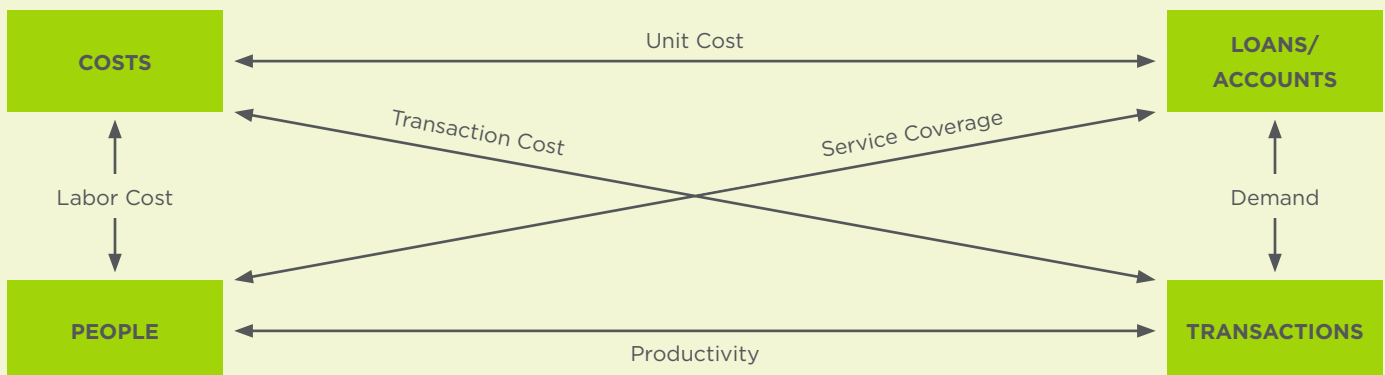 Unit Cost
COSTS
LOANS/
ACCOUNTS
Transaction Cost
Service Coverage
Labor Cost
Demand
PEOPLE
TRANSACTIONS
Productivity